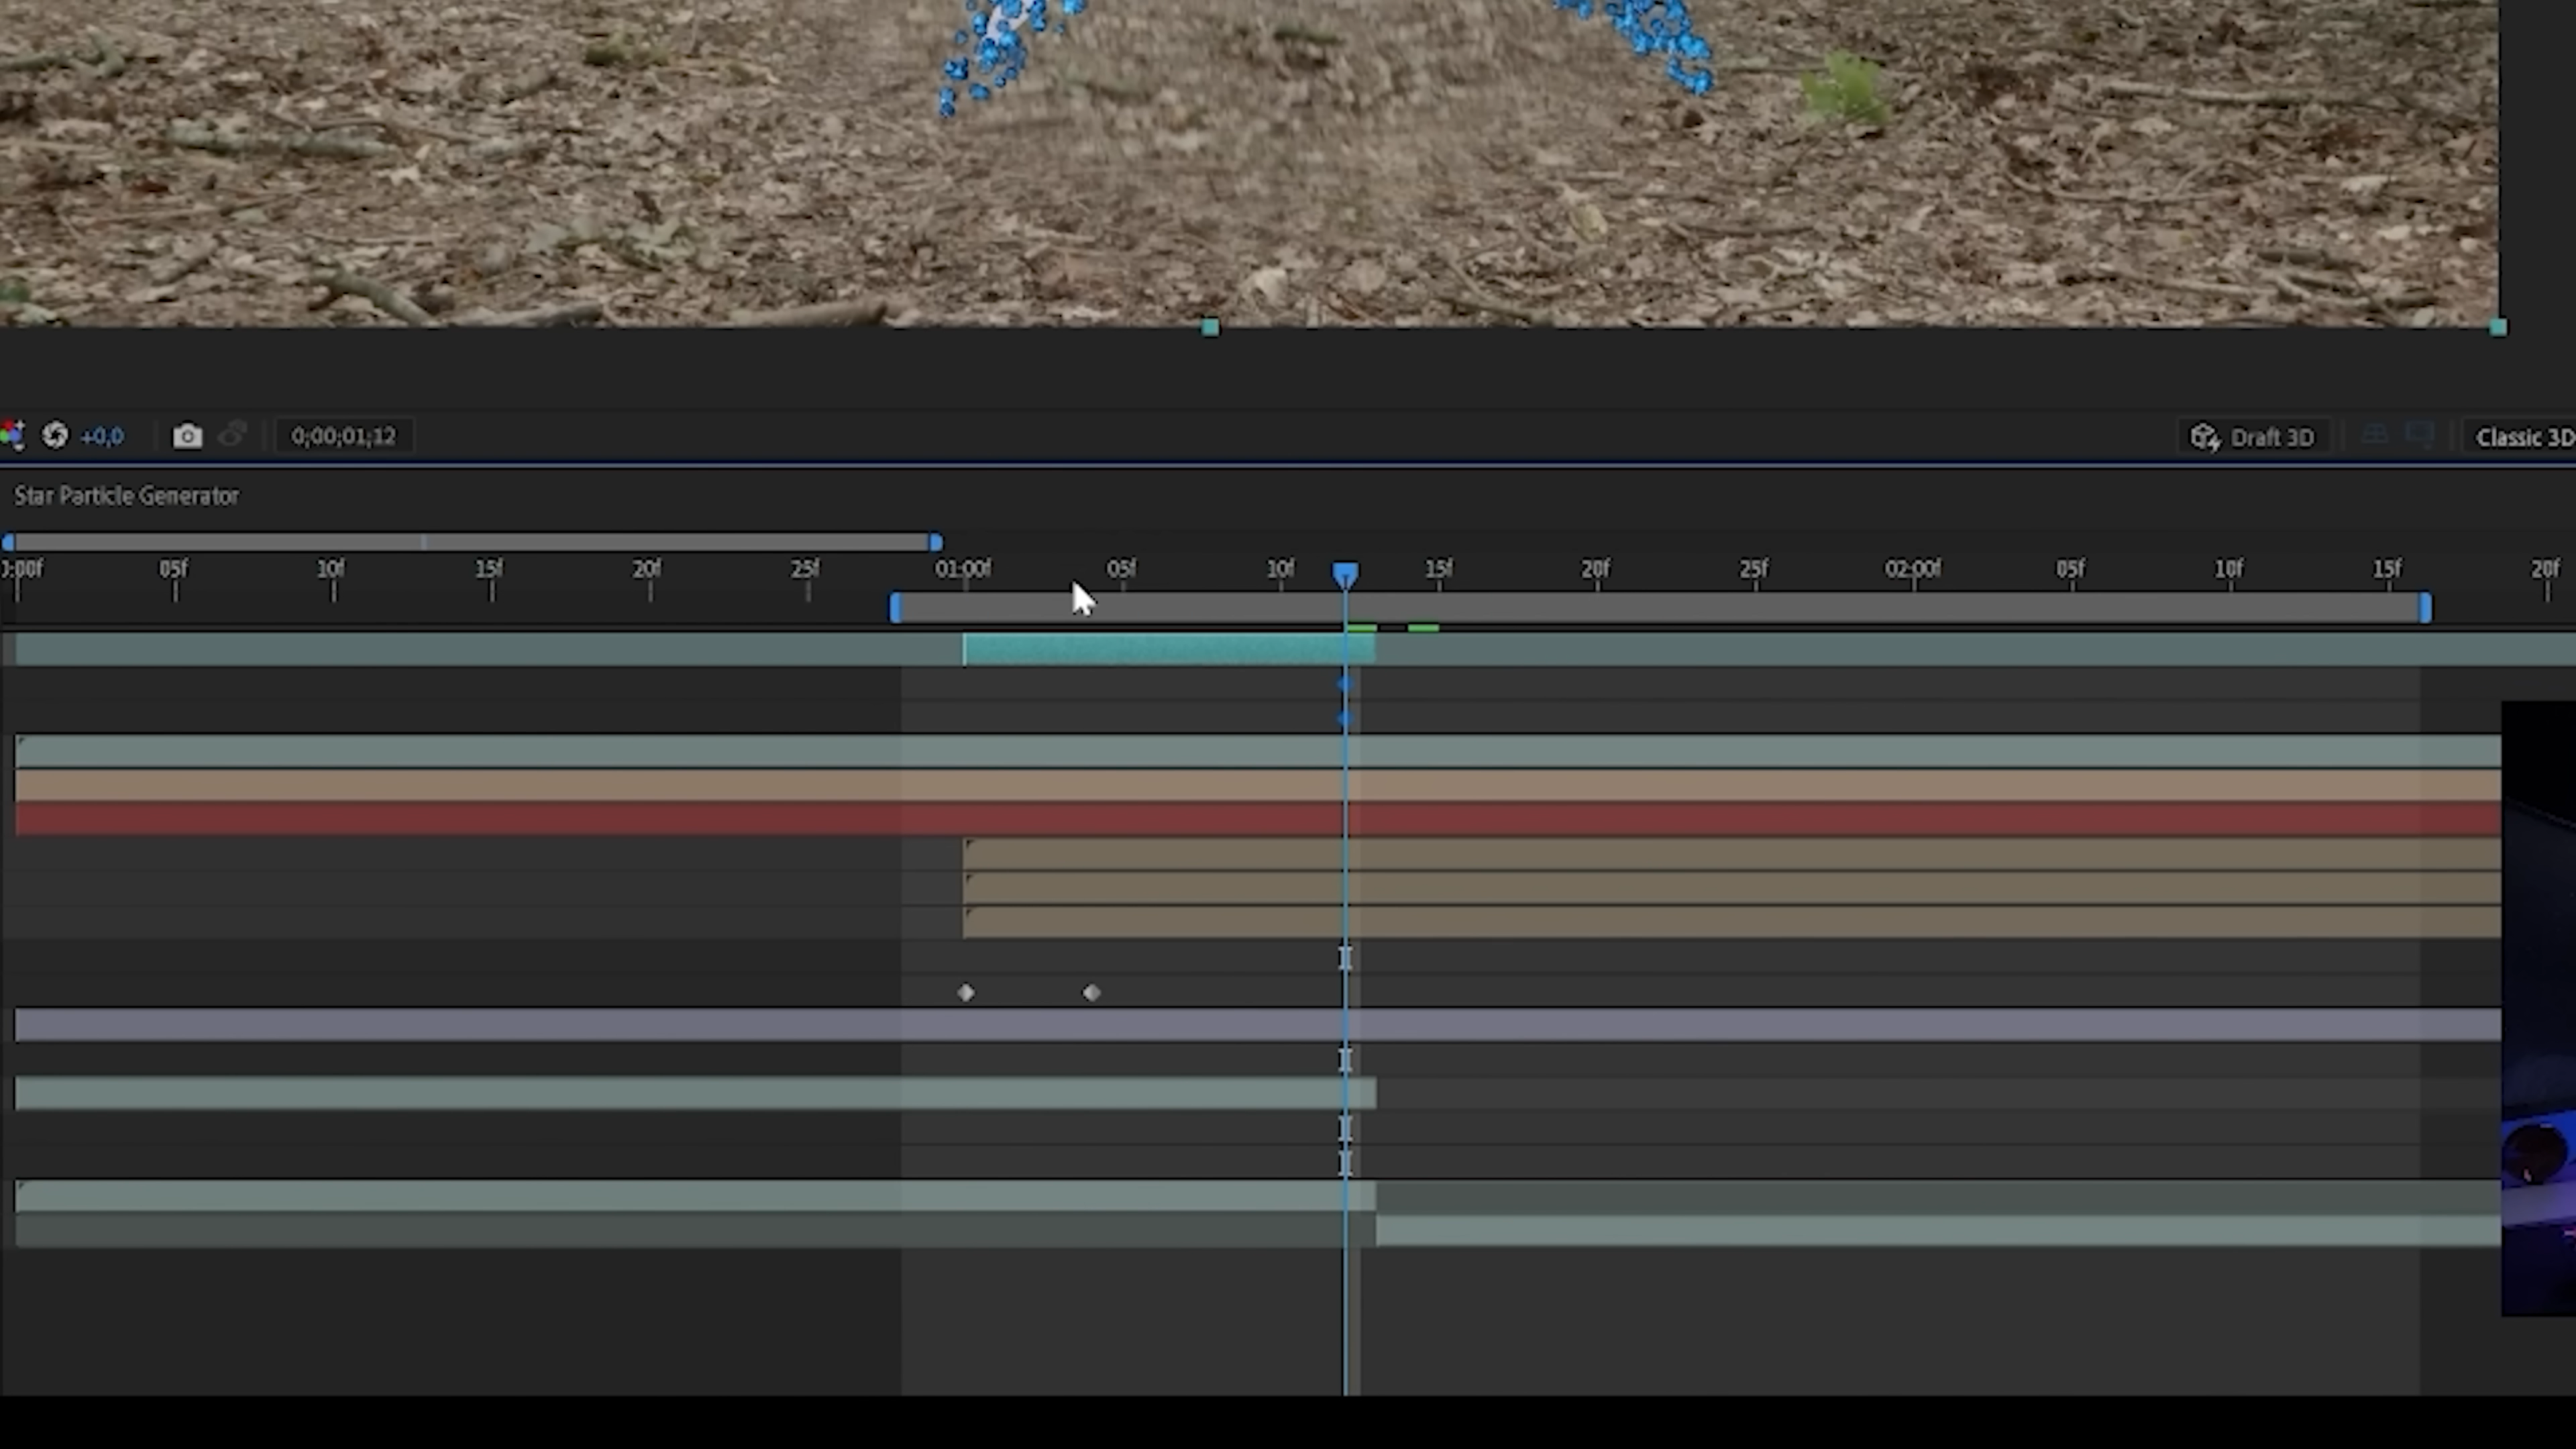 +0;0 0;00;01;12 Draft 3D Classic 3D
Star Particle Generator
:00f 05f 10f 15f 20f 25f 01:00f 05f 10f 15f 20f 25f 02:00f 05f 10f 15f 20f